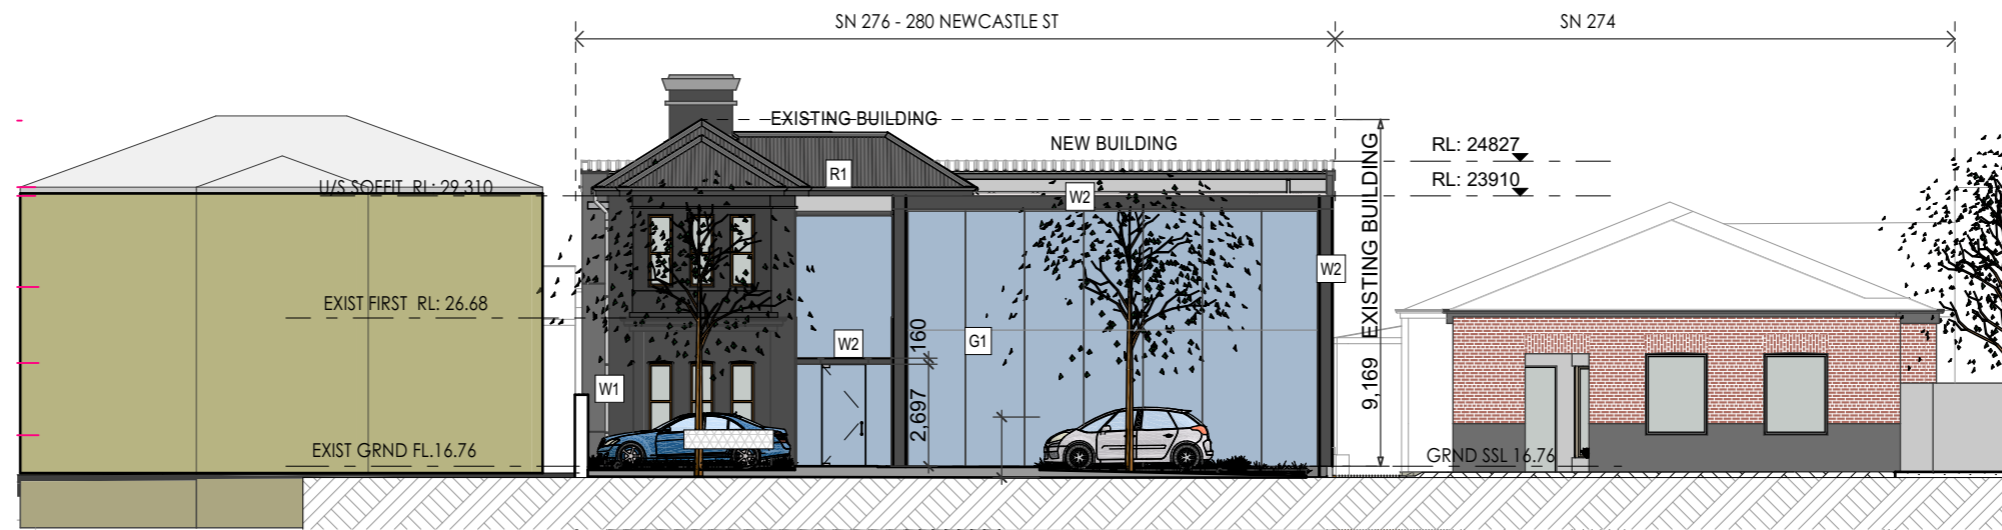 SN 276 - 280 NEWCASTLE ST
SN 274
EXISTING BUILDING
NEW BUILDING
RL: 24827
R1
RL: 23910
U/S SOFFIT RL: 29.310
W2
W2
EXIST FIRST RL: 26.68
G1
W2
160
9,169 EXISTING BUILDING
W1
2,697
EXIST GRND FL.16.76
GRND SSL 16.76